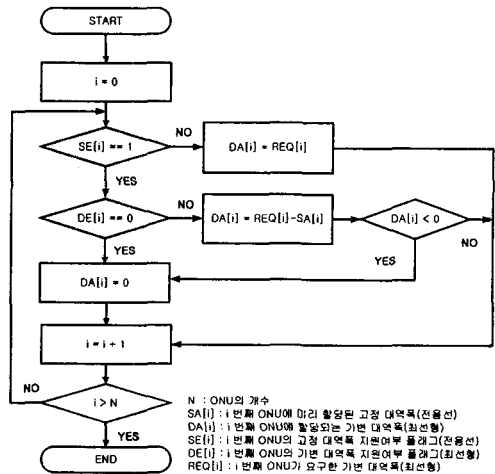 START
i = 0
SE[i] == 1
NO
DA[i] = REQ[i]
YES
DE[i] == 0
NO
DA[i] = REQ[i]-SA[i]
DA[i] < 0
NO
YES
YES
DA[i] = 0
i = i + 1
NO
i > N
YES
END
N : ONU의 개수
SA[i] : i 번째 ONU에 미리 할당된 고정 대역폭(전용선)
DA[i] : i 번째 ONU에 할당되는 가변 대역폭(최선형)
SE[i] : i 번째 ONU의 고정 대역폭 지원여부 플래그(전용선)
DE[i] : i 번째 ONU의 가변 대역폭 지원여부 플래그(최선형)
REQ[i] : i 번째 ONU가 요구한 가변 대역폭(최선형)